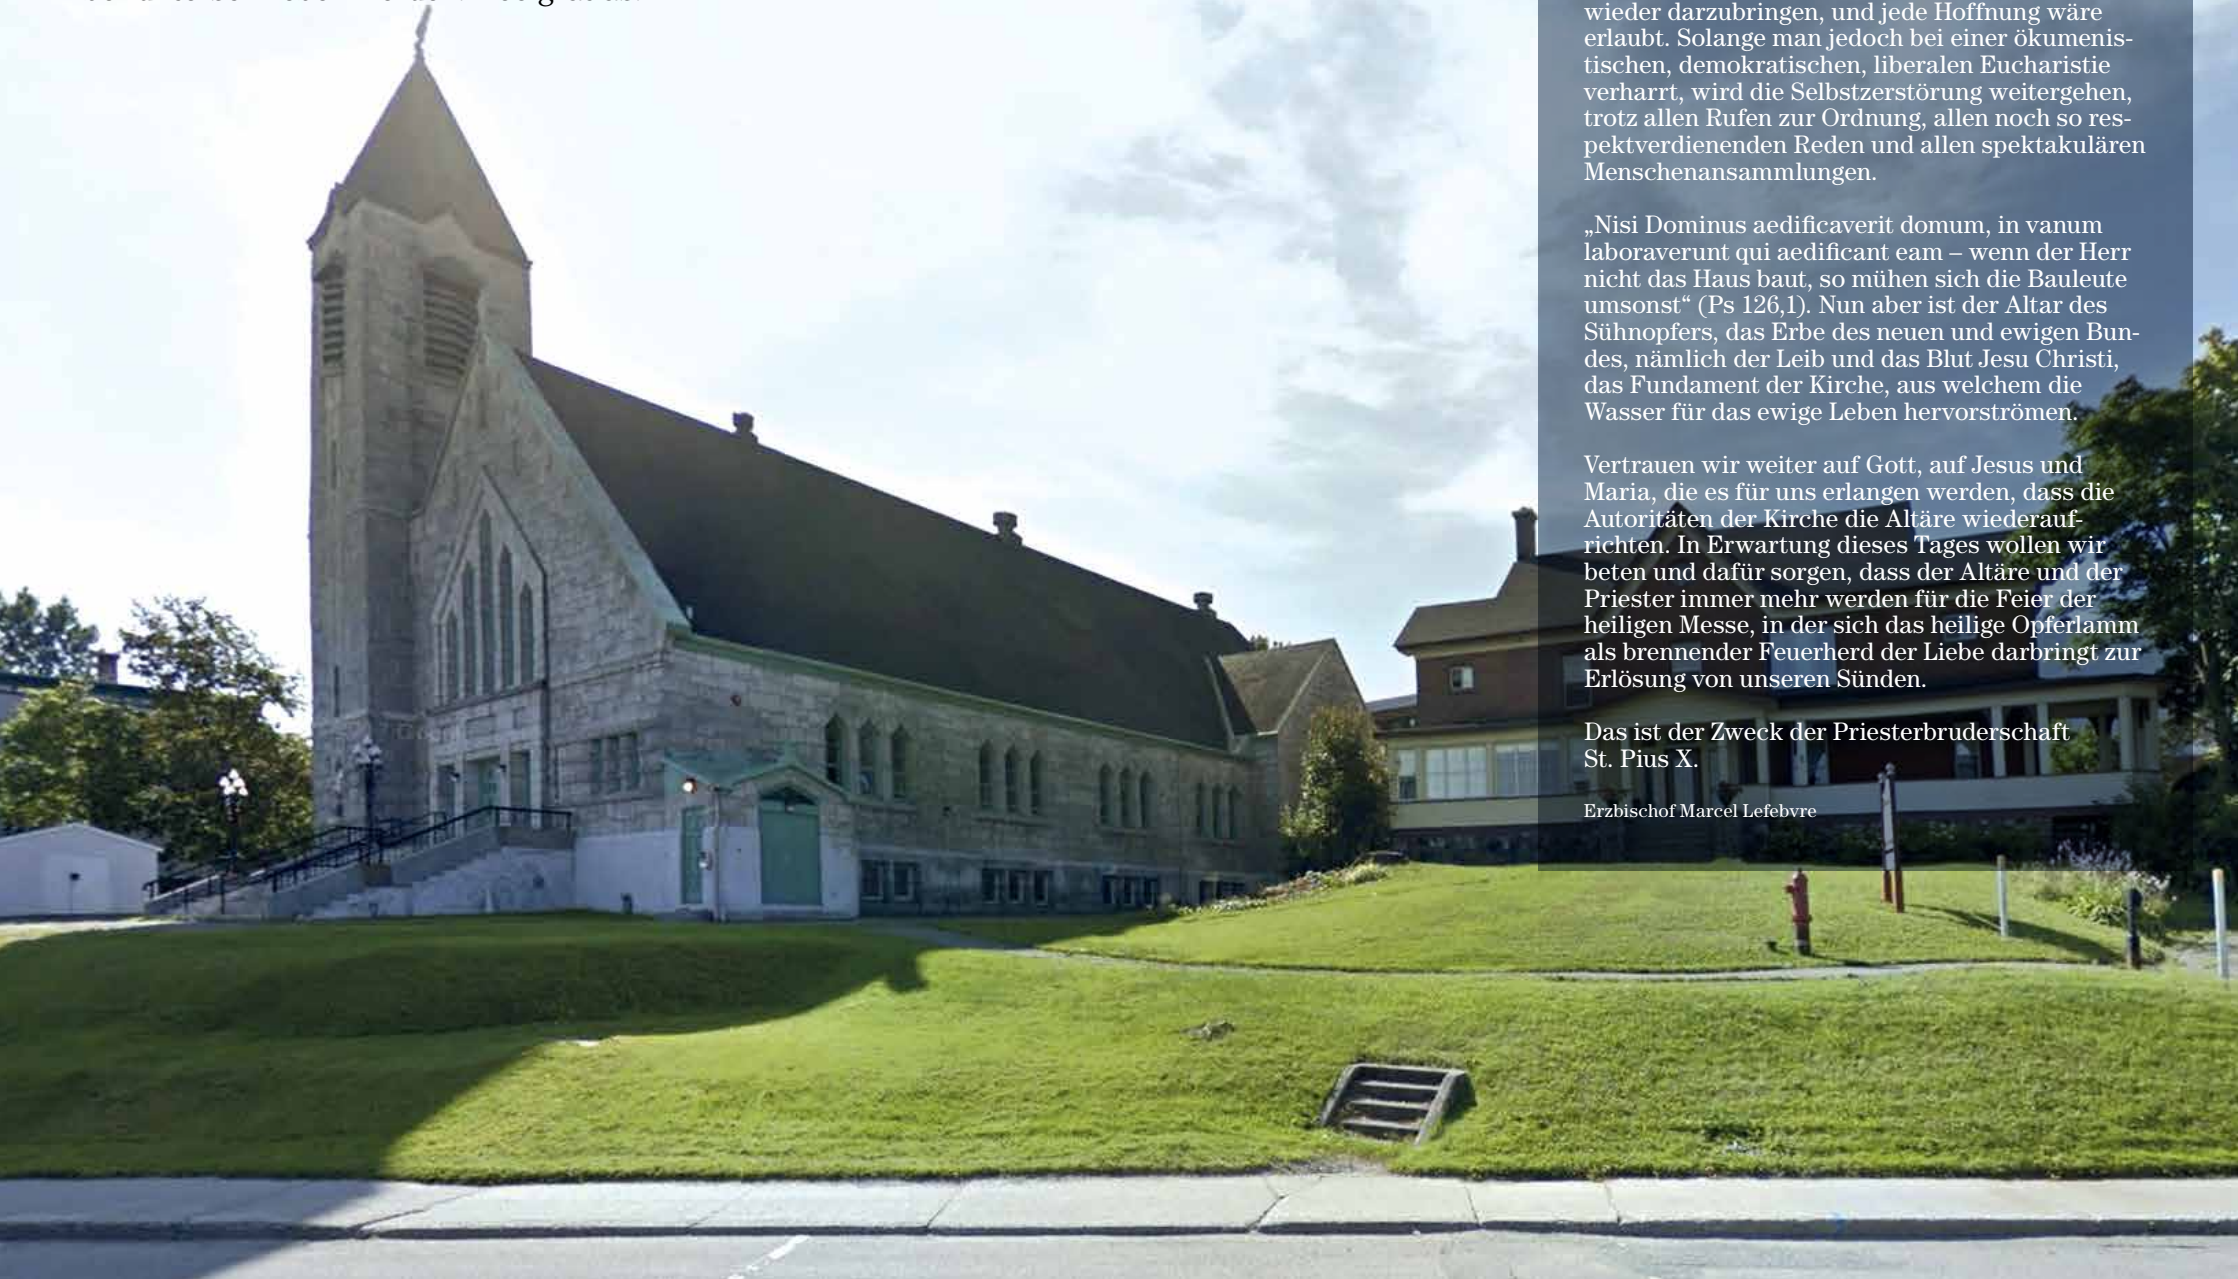 wieder darzubringen, und jede Hoffnung wäre
erlaubt. Solange man jedoch bei einer ökumenis-
tischen, demokratischen, liberalen Eucharistie
verharrt, wird die Selbstzerstörung weitergehen,
trotz allen Rufen zur Ordnung, allen noch so res-
pektverdienenden Reden und allen spektakulären
Menschenansammlungen.
„Nisi Dominus aedificaverit domum, in vanum
laboraverunt qui aedificant eam – wenn der Herr
nicht das Haus baut, so mühen sich die Bauleute
umsonst“ (Ps 126,1). Nun aber ist der Altar des
Sühnopfers, das Erbe des neuen und ewigen Bun-
des, nämlich der Leib und das Blut Jesu Christi,
das Fundament der Kirche, aus welchem die
Wasser für das ewige Leben hervorströmen.
Vertrauen wir weiter auf Gott, auf Jesus und
Maria, die es für uns erlangen werden, dass die
Autoritäten der Kirche die Altäre wiederauf-
richten. In Erwartung dieses Tages wollen wir
beten und dafür sorgen, dass der Altäre und der
Priester immer mehr werden für die Feier der
heiligen Messe, in der sich das heilige Opferlamm
als brennender Feuerherd der Liebe darbringt zur
Erlösung von unseren Sünden.
Das ist der Zweck der Priesterbruderschaft
St. Pius X.
Erzbischof Marcel Lefebvre